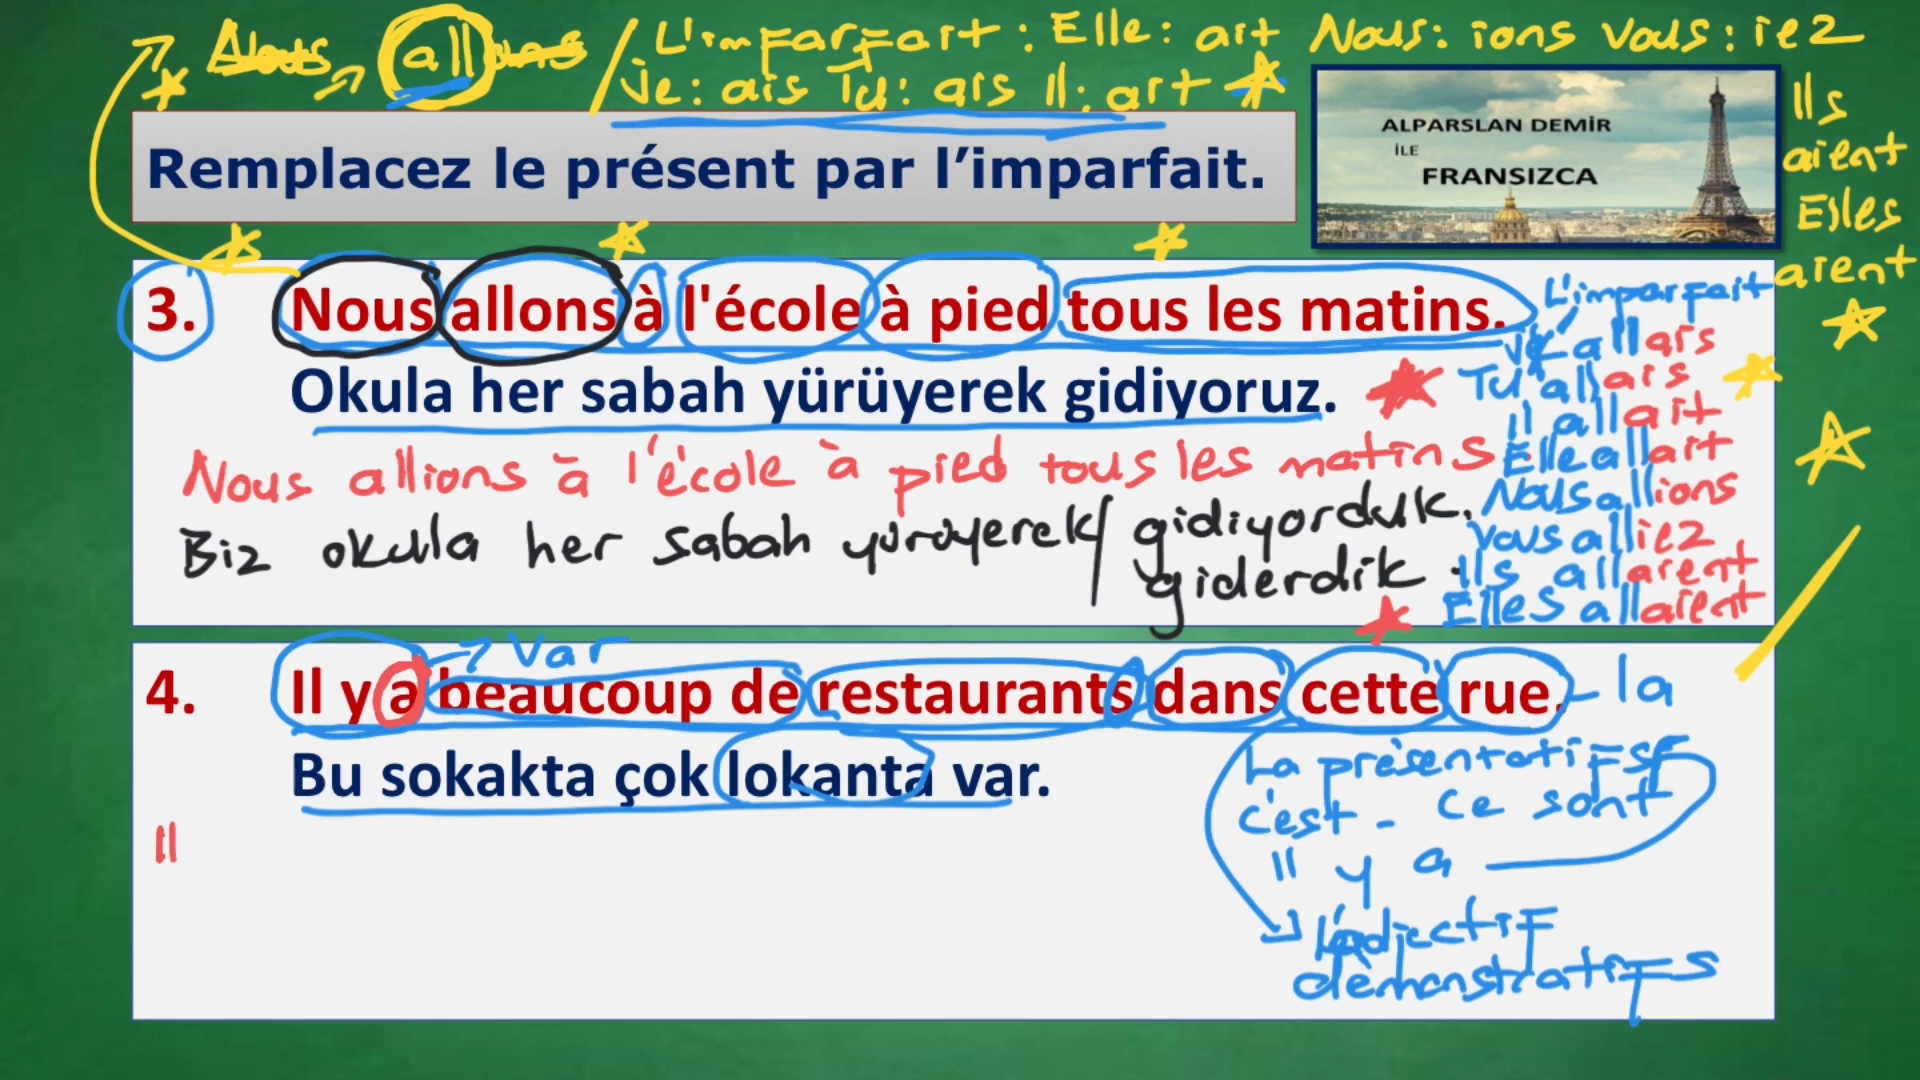 Nous allons / L'imparfait : Elle: ait Nous: ions Vous: iez
Je: ais Tu: ais Il: ait
Ils
aient
Elles
aient
Remplacez le présent par l’imparfait.
ALPARSLAN DEMİR
İLE
FRANSIZCA
3. Nous allons à l'école à pied tous les matins.
Okula her sabah yürüyerek gidiyoruz.
Nous allions à l'école à pied tous les matins
Biz okula her sabah yürüyerek / gidiyorduk.
giderdik.
L'imparfait
allais
Tu allais
Il allait
Elle allait
Nous allions
Vous alliez
Ils allaient
Elles allaient
→ Var
4. Il y a beaucoup de restaurants dans cette rue. - la
Bu sokakta çok lokanta var.
Il
La présentatifs
c'est - ce sont
Il y a
l'adjectif
démonstratifs